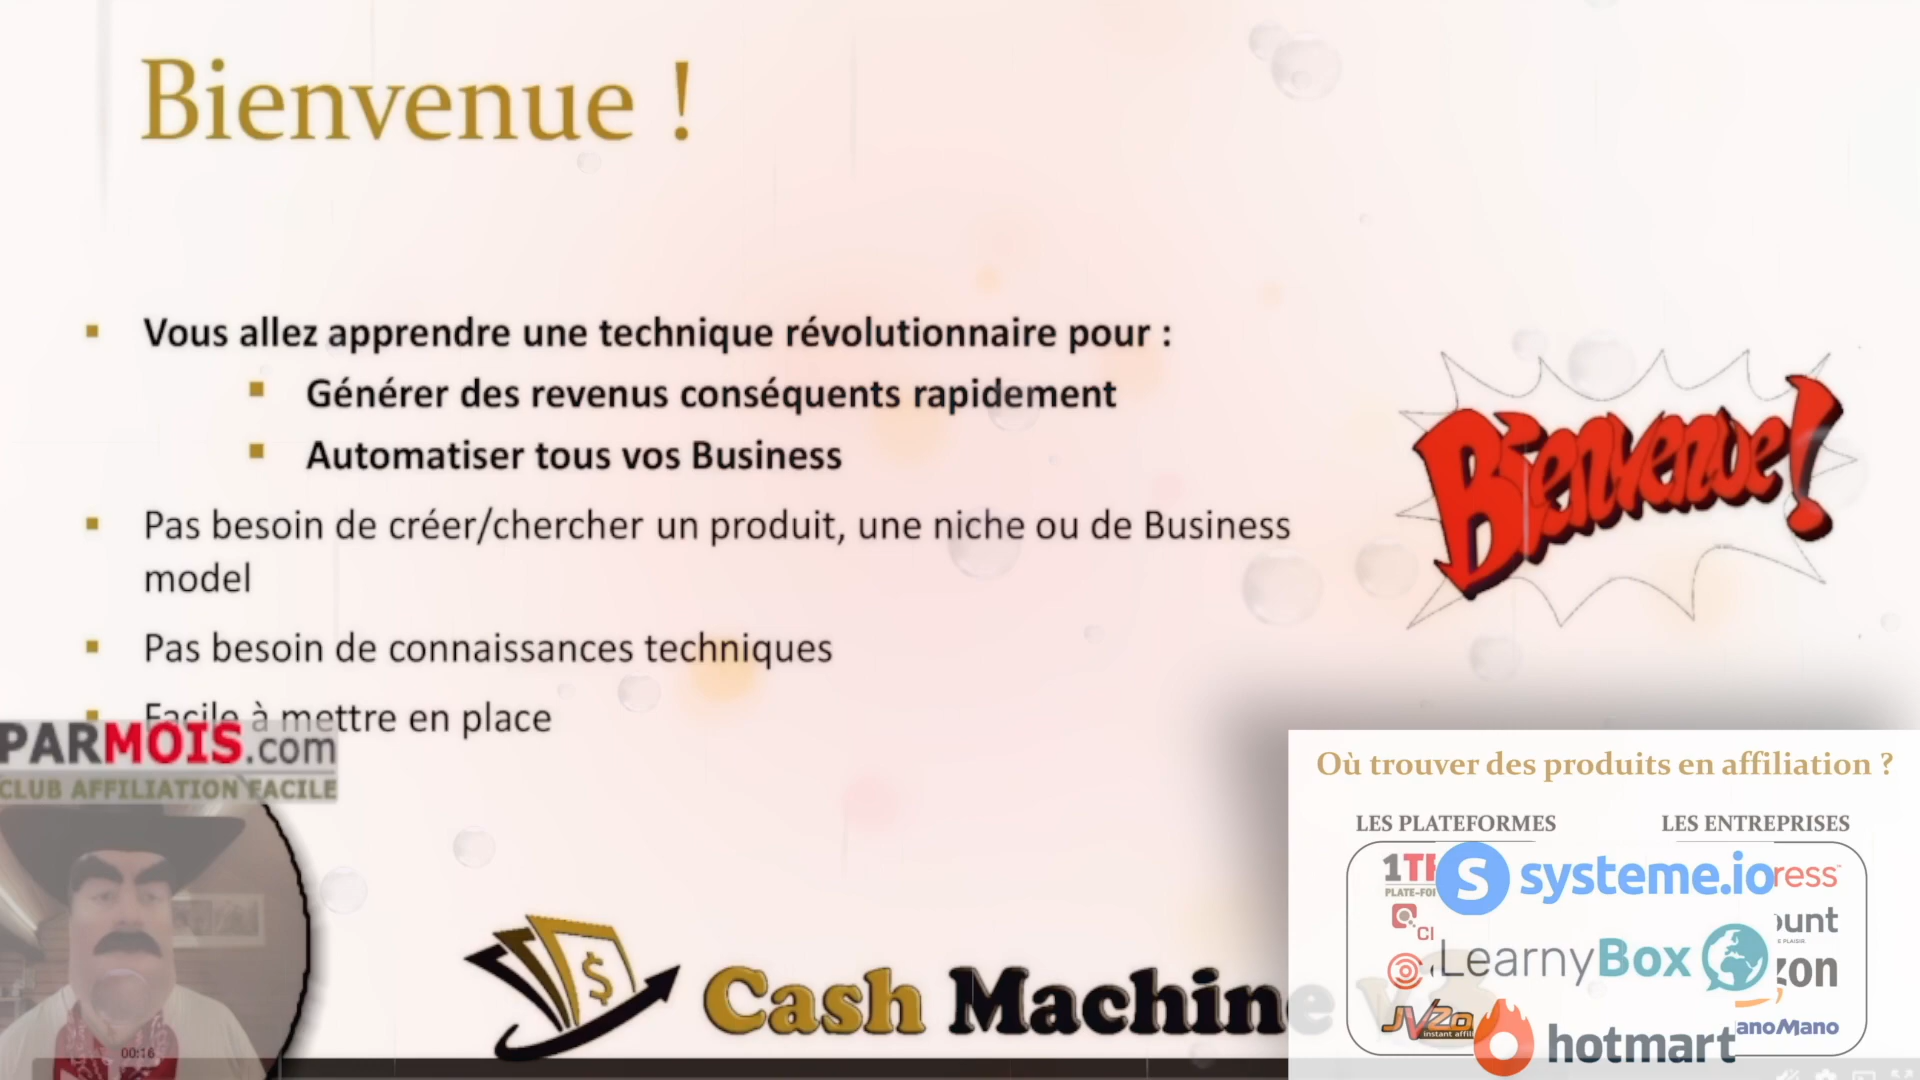 Bienvenue !
Vous allez apprendre une technique révolutionnaire pour :
Générer des revenus conséquents rapidement
Automatiser tous vos Business
Bienvenue!
Pas besoin de créer/chercher un produit, une niche ou de Business
model
Pas besoin de connaissances techniques
Facile à mettre en place
PARMOIS.com
CLUB AFFILIATION FACILE
00:16
Cash Machine
Où trouver des produits en affiliation ?
LES PLATEFORMES LES ENTREPRISES
systeme.io
LearnyBox
JVZoo
instant affili
anoMano
hotmart